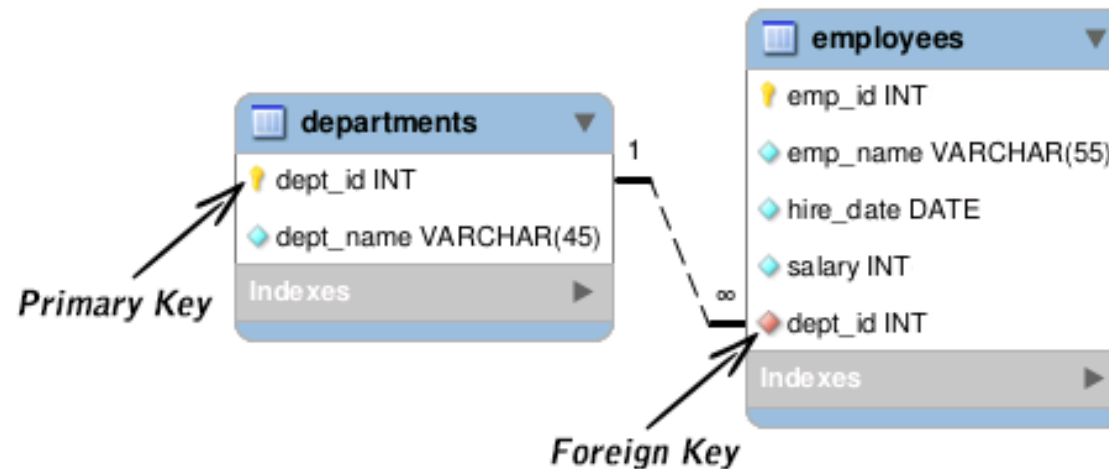 departments
dept_id INT
dept_name VARCHAR(45)
Indexes
Primary Key
1
∞
employees
emp_id INT
emp_name VARCHAR(55)
hire_date DATE
salary INT
dept_id INT
Indexes
Foreign Key